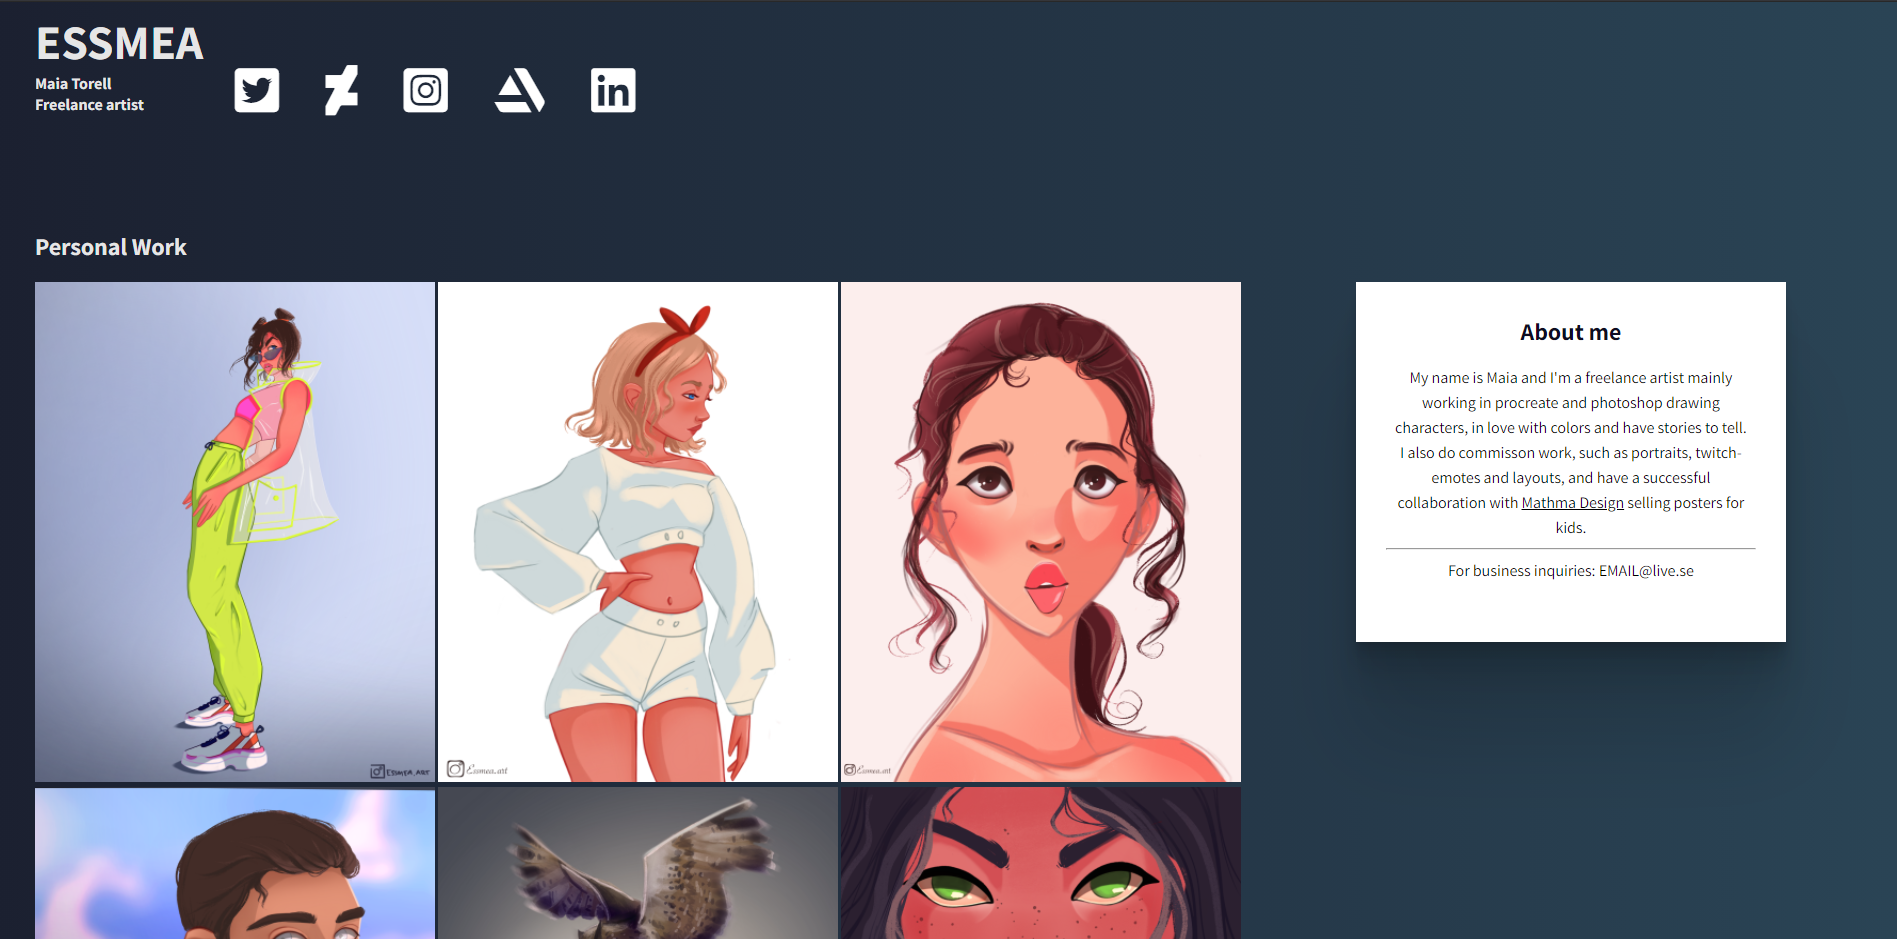 ESSMEA
Maia Torell
Freelance artist
in
Personal Work
ESSMEA.ART
Essmea.art
Essmea.art
About me
My name is Maia and I'm a freelance artist mainly
working in procreate and photoshop drawing
characters, in love with colors and have stories to tell.
I also do commisson work, such as portraits, twitch-
emotes and layouts, and have a successful
collaboration with Mathma Design selling posters for
kids.
For business inquiries: EMAIL@live.se